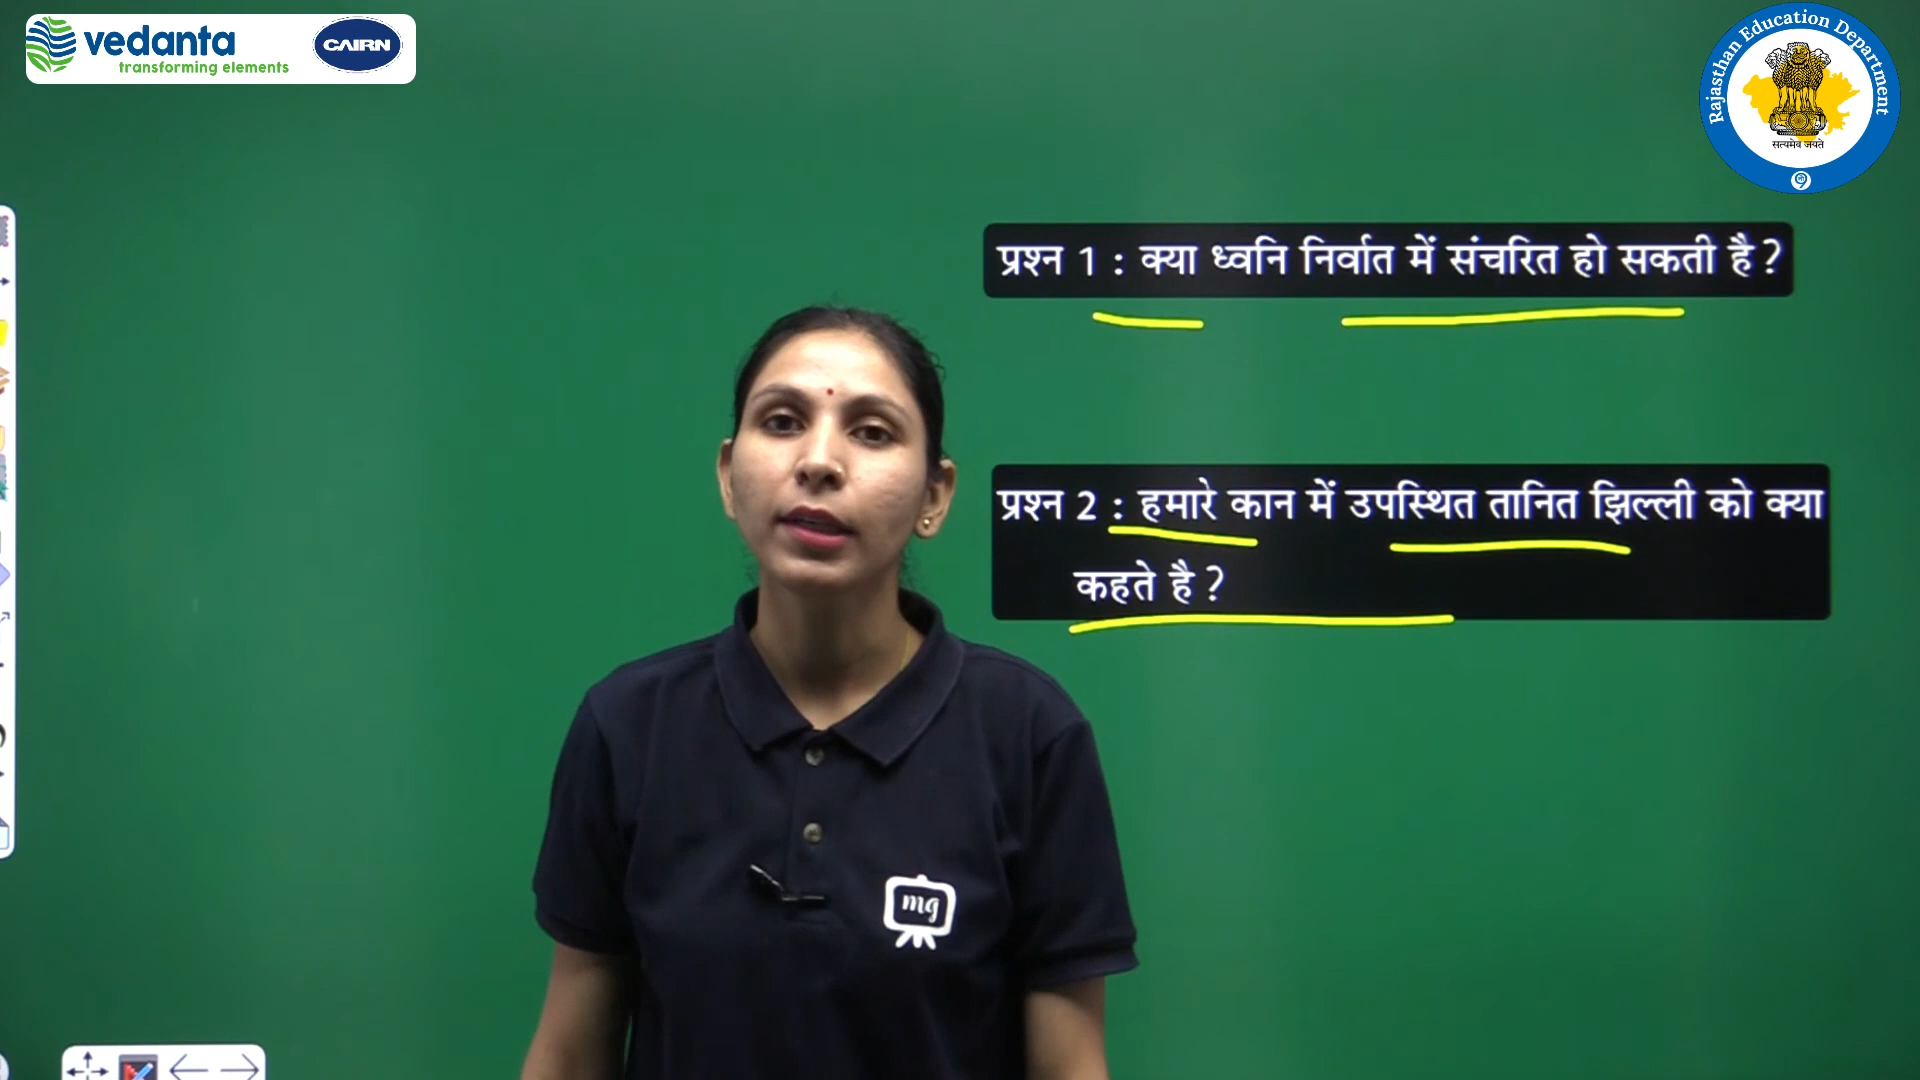 vedanta
transforming elements
CAIRN
Rajasthan Education Department
सत्यमेव जयते
प्रश्न 1 : क्या ध्वनि निर्वात में संचरित हो सकती है ?
प्रश्न 2 : हमारे कान में उपस्थित तानित झिल्ली को क्या
कहते है ?
mg